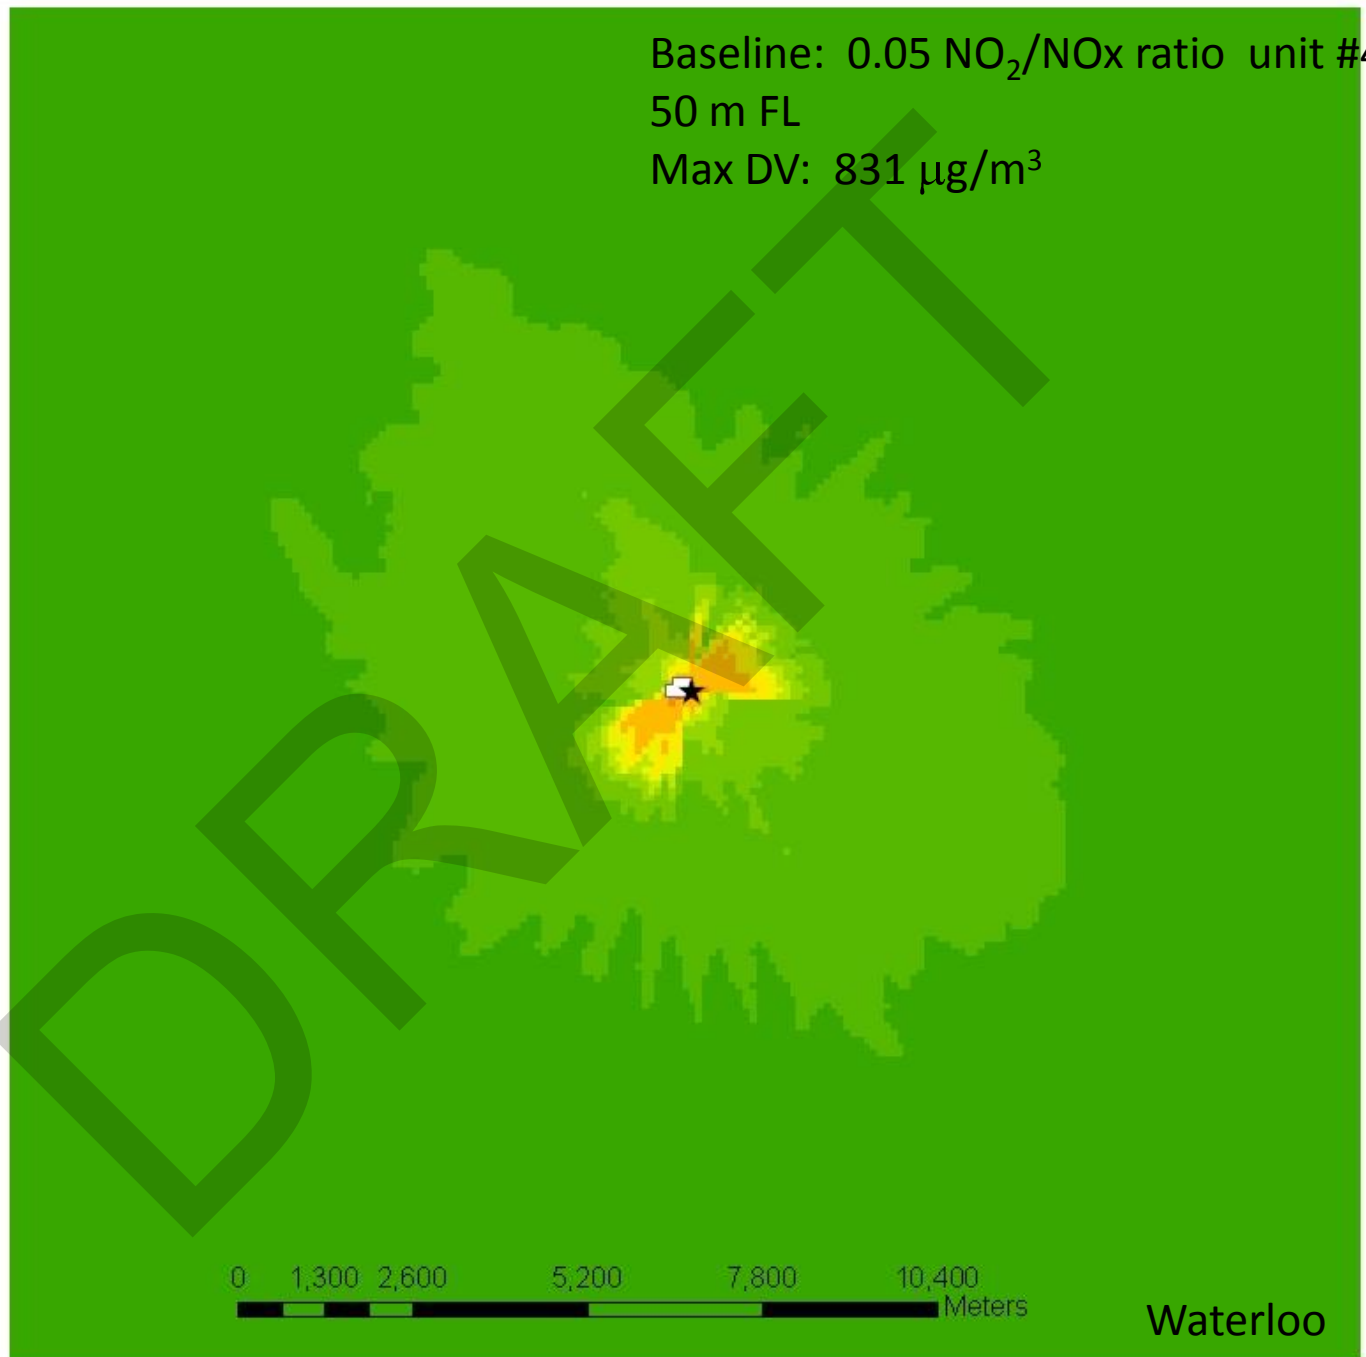 Baseline: 0.05 NO₂/NOx ratio unit #4
50 m FL
Max DV: 831 μg/m³
DRAFT
0 1,300 2,600 5,200 7,800 10,400
Meters
Waterloo